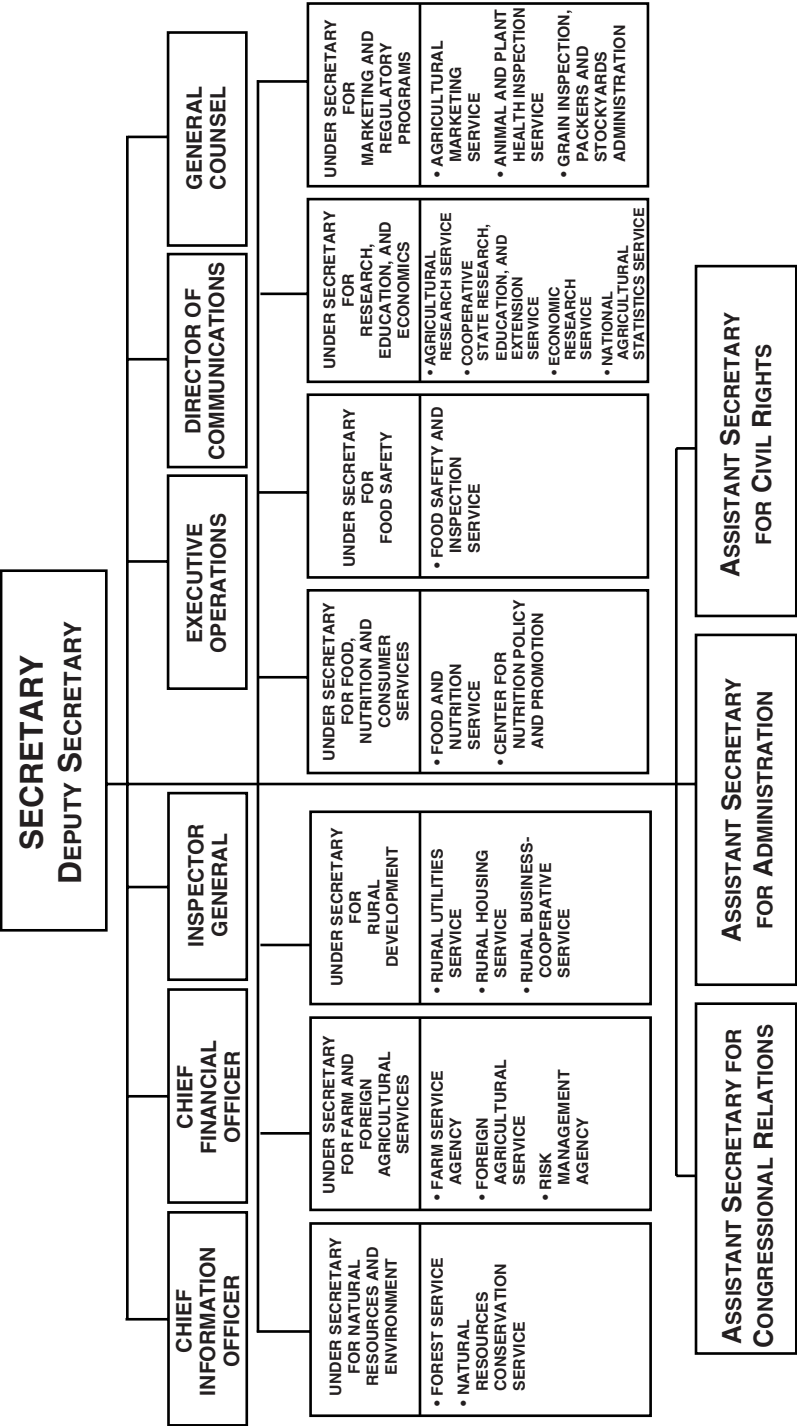 SECRETARY
DEPUTY SECRETARY
CHIEF
INFORMATION
OFFICER
CHIEF
FINANCIAL
OFFICER
INSPECTOR
GENERAL
EXECUTIVE
OPERATIONS
DIRECTOR OF
COMMUNICATIONS
GENERAL
COUNSEL
UNDER SECRETARY
FOR NATURAL
RESOURCES AND
ENVIRONMENT
• FOREST SERVICE
• NATURAL
RESOURCES
CONSERVATION
SERVICE
UNDER SECRETARY
FOR FARM AND
FOREIGN
AGRICULTURAL
SERVICES
• FARM SERVICE
AGENCY
• FOREIGN
AGRICULTURAL
SERVICE
• RISK
MANAGEMENT
AGENCY
UNDER SECRETARY
FOR
RURAL
DEVELOPMENT
• RURAL UTILITIES
SERVICE
• RURAL HOUSING
SERVICE
• RURAL BUSINESS-
COOPERATIVE
SERVICE
UNDER SECRETARY
FOR FOOD,
NUTRITION AND
CONSUMER
SERVICES
• FOOD AND
NUTRITION
SERVICE
• CENTER FOR
NUTRITION POLICY
AND PROMOTION
UNDER SECRETARY
FOR
FOOD SAFETY
• FOOD SAFETY AND
INSPECTION
SERVICE
UNDER SECRETARY
FOR
RESEARCH,
EDUCATION, AND
ECONOMICS
• AGRICULTURAL
RESEARCH SERVICE
• COOPERATIVE
STATE RESEARCH,
EDUCATION, AND
EXTENSION
SERVICE
• ECONOMIC
RESEARCH
SERVICE
• NATIONAL
AGRICULTURAL
STATISTICS SERVICE
UNDER SECRETARY
FOR
MARKETING AND
REGULATORY
PROGRAMS
• AGRICULTURAL
MARKETING
SERVICE
• ANIMAL AND PLANT
HEALTH INSPECTION
SERVICE
• GRAIN INSPECTION,
PACKERS AND
STOCKYARDS
ADMINISTRATION
ASSISTANT SECRETARY FOR
CONGRESSIONAL RELATIONS
ASSISTANT SECRETARY
FOR ADMINISTRATION
ASSISTANT SECRETARY
FOR CIVIL RIGHTS